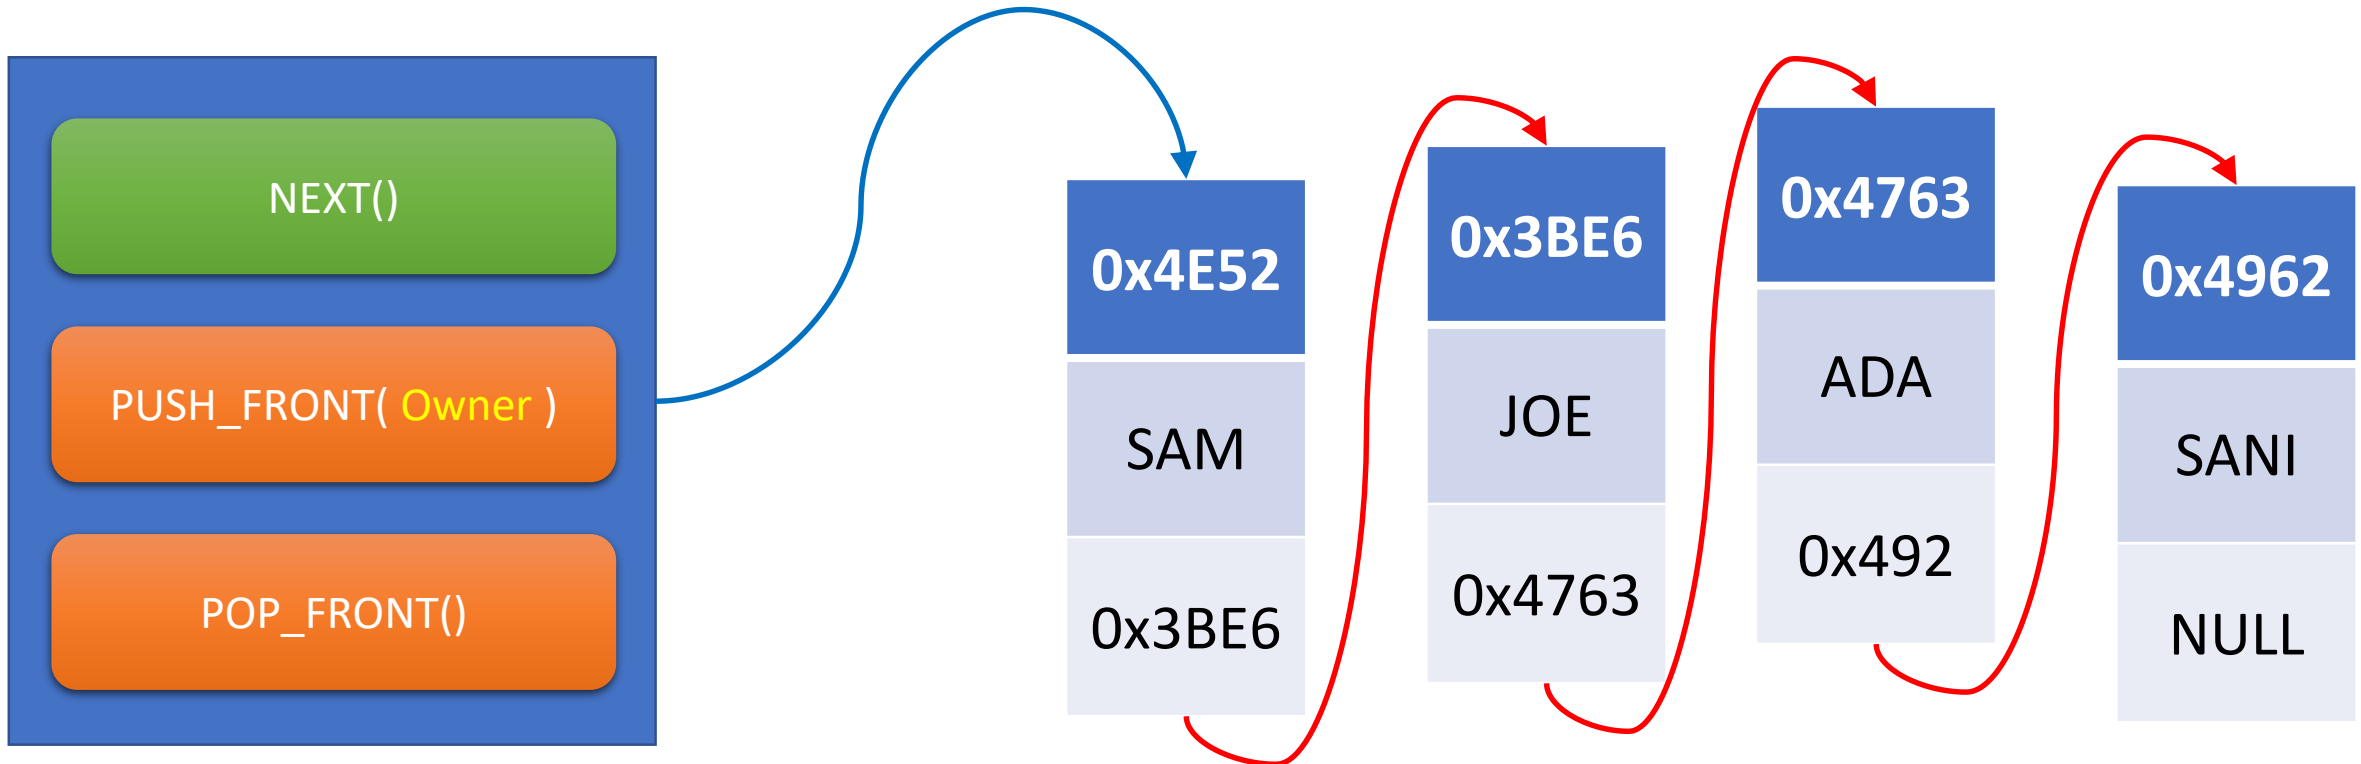 NEXT()
PUSH_FRONT( Owner )
POP_FRONT()
0x4E52
SAM
0x3BE6
0x3BE6
JOE
0x4763
0x4763
ADA
0x492
0x4962
SANI
NULL